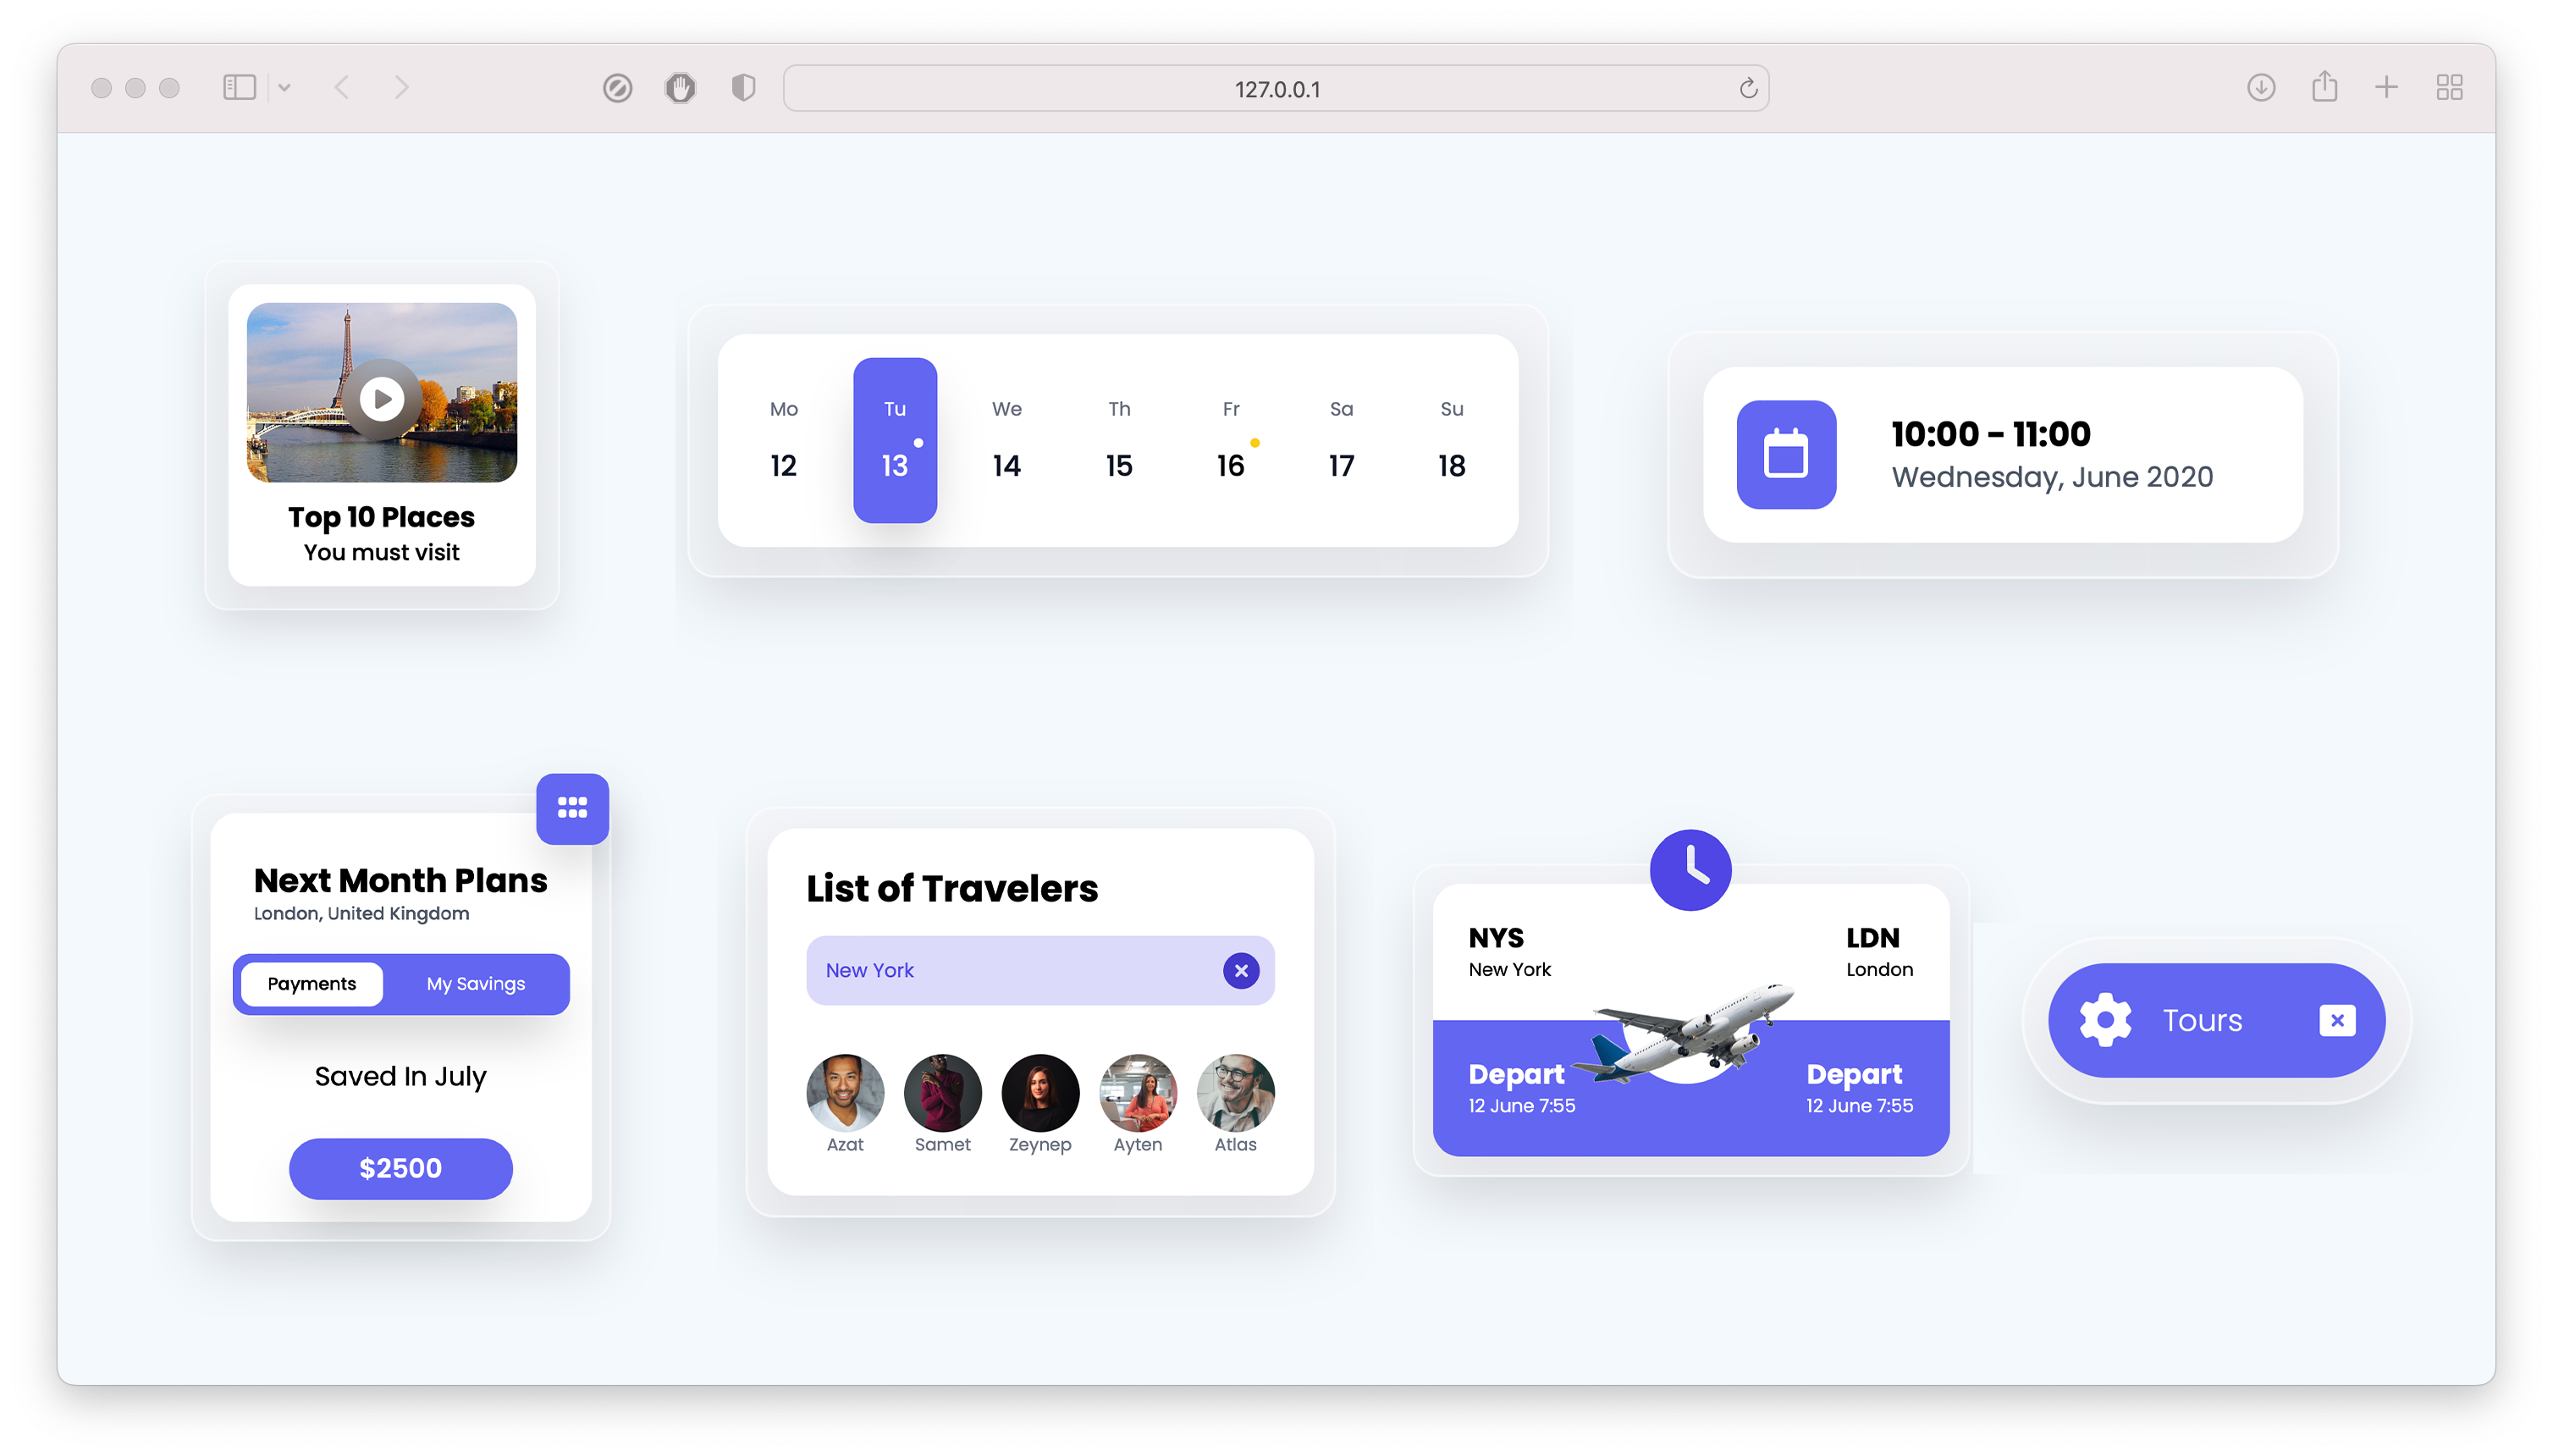 127.0.0.1
Top 10 Places
You must visit
Mo Tu We Th Fr Sa Su
12 13 14 15 16 17 18
10:00 - 11:00
Wednesday, June 2020
Next Month Plans
London, United Kingdom
Payments My Savings
Saved In July
$2500
List of Travelers
New York
Azat Samet Zeynep Ayten Atlas
NYS LDN
New York London
Depart Depart
12 June 7:55 12 June 7:55
Tours